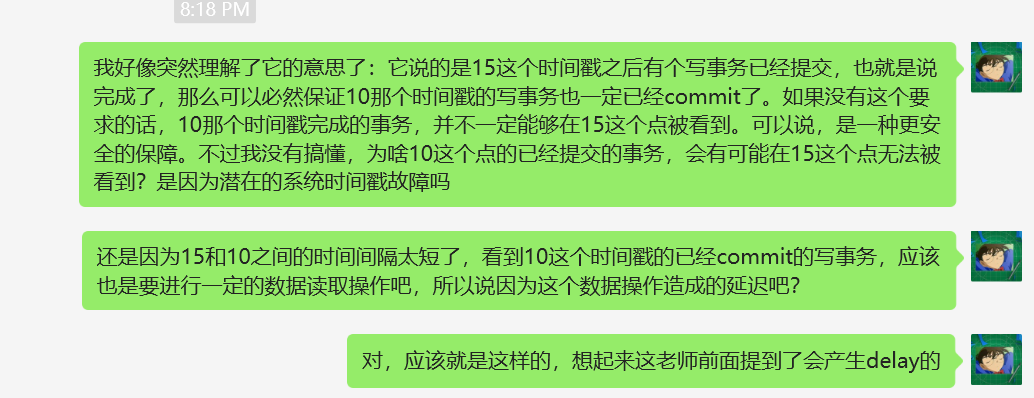 8:18 PM
我好像突然理解了它的意思了：它说的是15这个时间戳之后有个写事务已经提交，也就是说
完成了，那么可以必然保证10那个时间戳的写事务也一定已经commit了。如果没有这个要
求的话，10那个时间戳完成的事务，并不一定能够在15这个点被看到。可以说，是一种更安
全的保障。不过我没有搞懂，为啥10这个点的已经提交的事务，会有可能在15这个点无法被
看到？是因为潜在的系统时间戳故障吗
还是因为15和10之间的时间间隔太短了，看到10这个时间戳的已经commit的写事务，应该
也是要进行一定的数据读取操作吧，所以说因为这个数据操作造成的延迟吧？
对，应该就是这样的，想起来这老师前面提到了会产生delay的